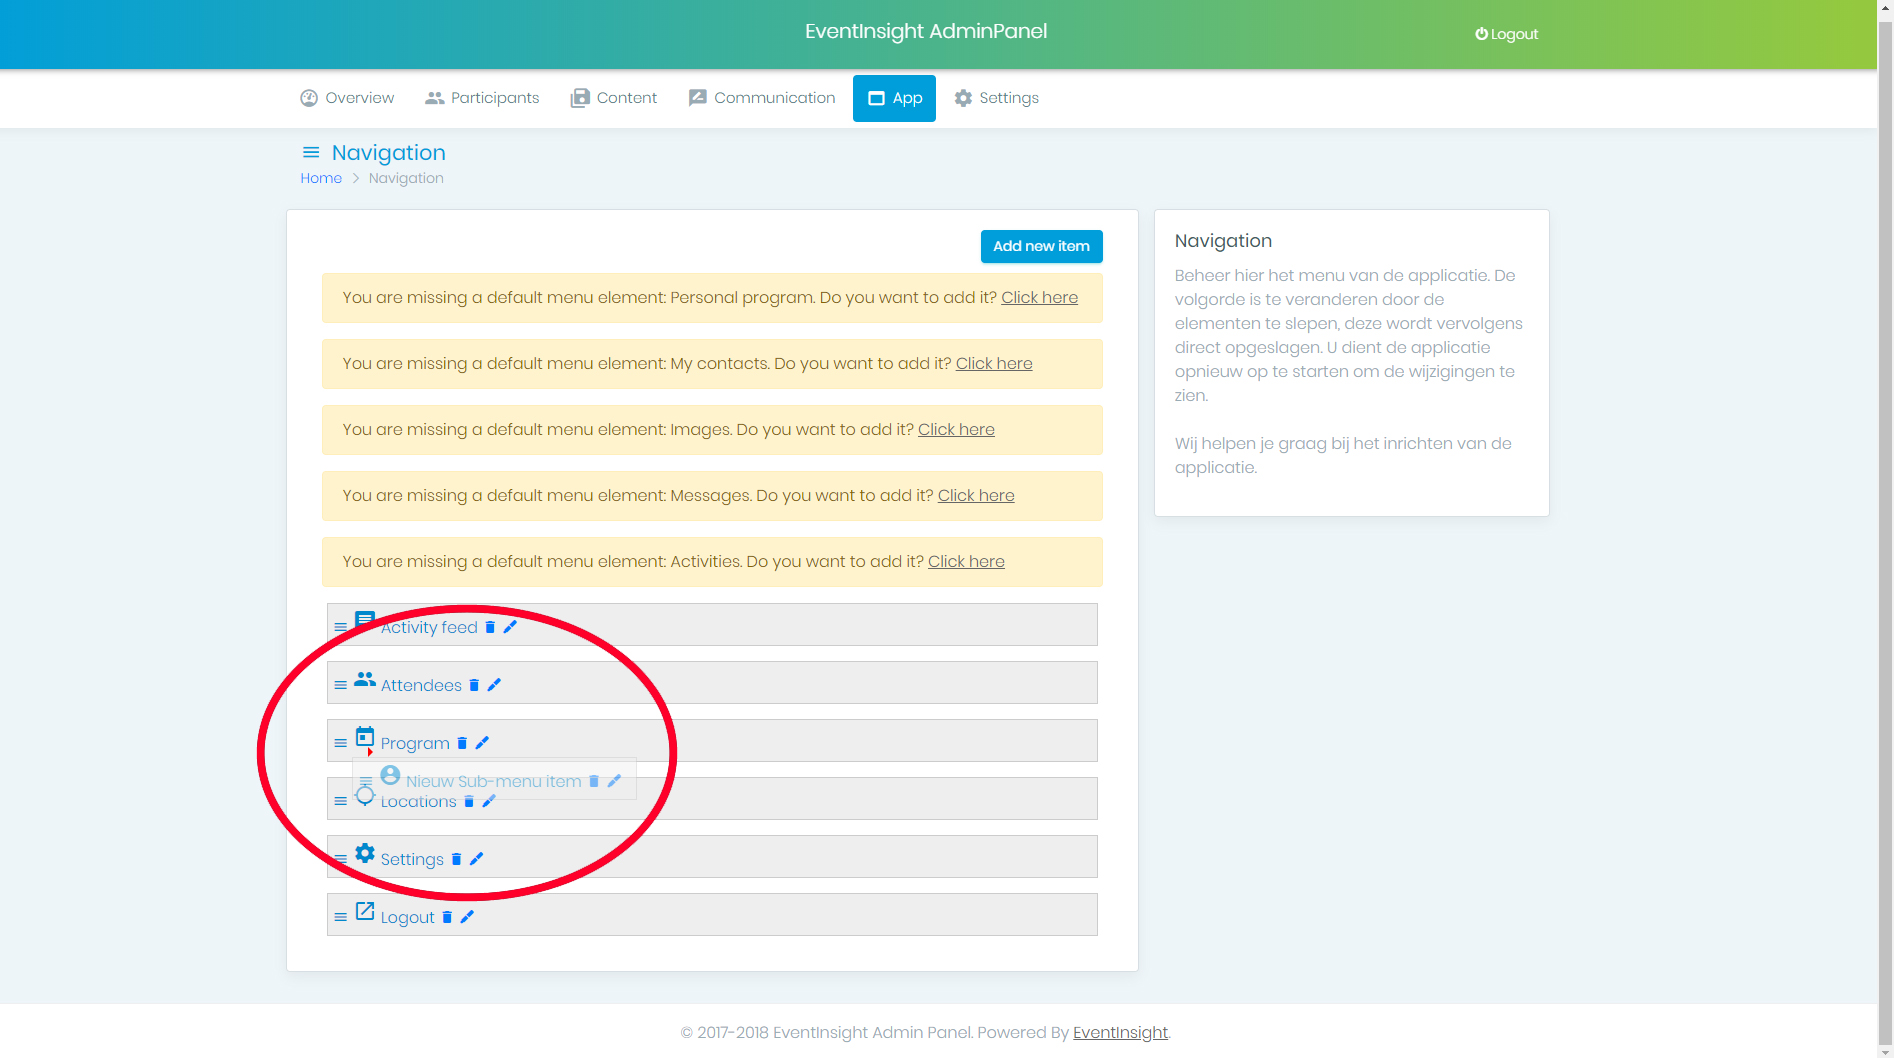 EventInsight AdminPanel
Logout
Overview Participants Content Communication App Settings
Navigation
Home > Navigation
Add new item
You are missing a default menu element: Personal program. Do you want to add it? Click here
You are missing a default menu element: My contacts. Do you want to add it? Click here
You are missing a default menu element: Images. Do you want to add it? Click here
You are missing a default menu element: Messages. Do you want to add it? Click here
You are missing a default menu element: Activities. Do you want to add it? Click here
Activity feed
Attendees
Program
Nieuw Sub-menu item
Locations
Settings
Logout
Navigation
Beheer hier het menu van de applicatie. De
volgorde is te veranderen door de
elementen te slepen, deze wordt vervolgens
direct opgeslagen. U dient de applicatie
opnieuw op te starten om de wijzigingen te
zien.
Wij helpen je graag bij het inrichten van de
applicatie.
© 2017-2018 EventInsight Admin Panel. Powered By EventInsight.